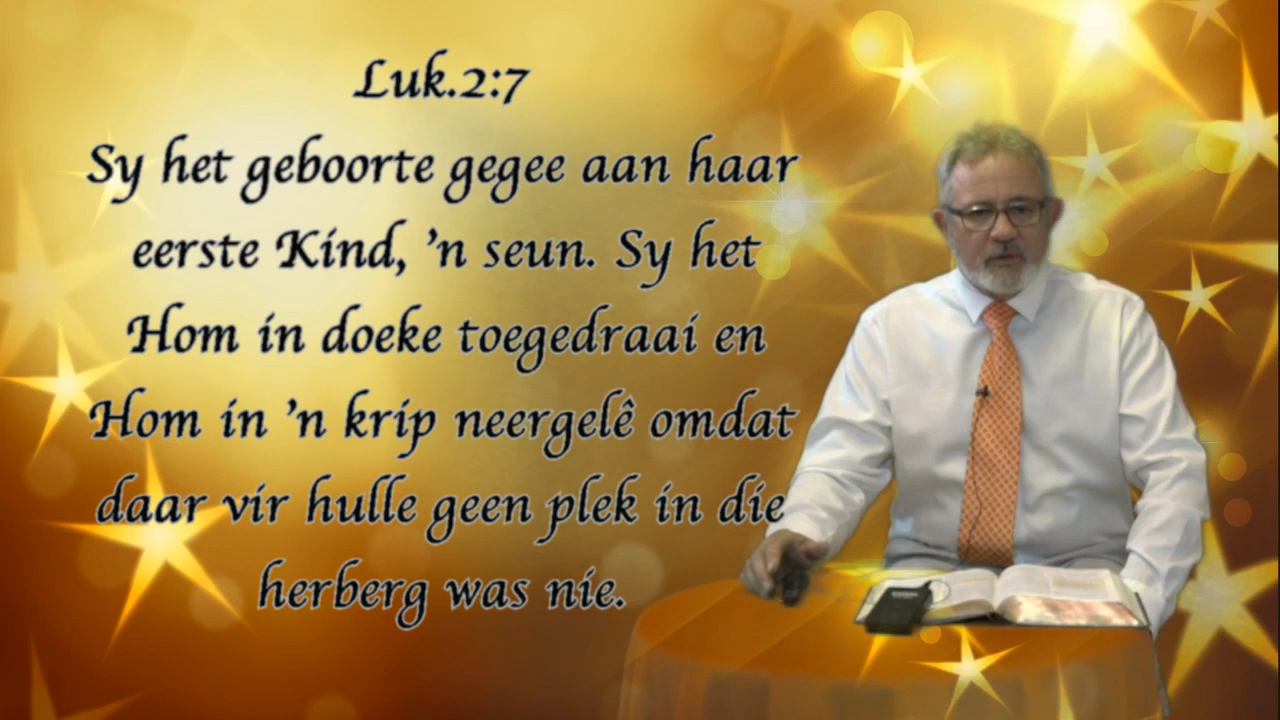 Luk.2:7
Sy het geboorte gegee aan haar
eerste Kind, 'n seun. Sy het
Hom in doeke toegedraai en
Hom in 'n krip neergelê omdat
daar vir hulle geen plek in die
herberg was nie.